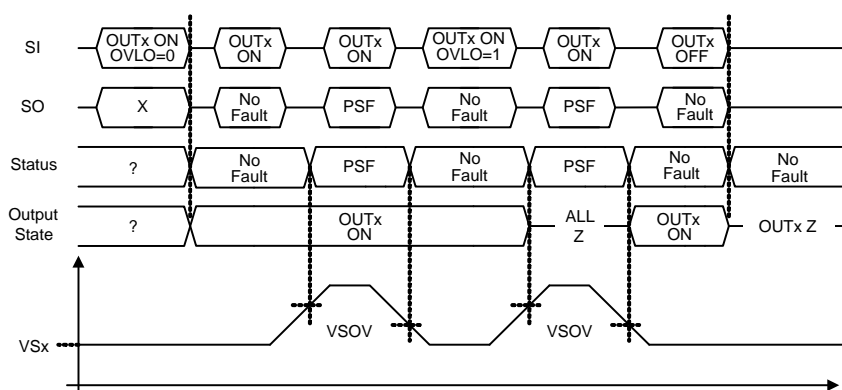 SI
OUTx ON
OVLO=0
OUTx
ON
OUTx
ON
OUTx ON
OVLO=1
OUTx
ON
OUTx
OFF
SO
X
No
Fault
PSF
No
Fault
PSF
No
Fault
Status
?
No
Fault
PSF
No
Fault
PSF
No
Fault
No
Fault
Output
State
?
OUTx
ON
ALL
Z
OUTx
ON
OUTx Z
VSx
VSOV
VSOV